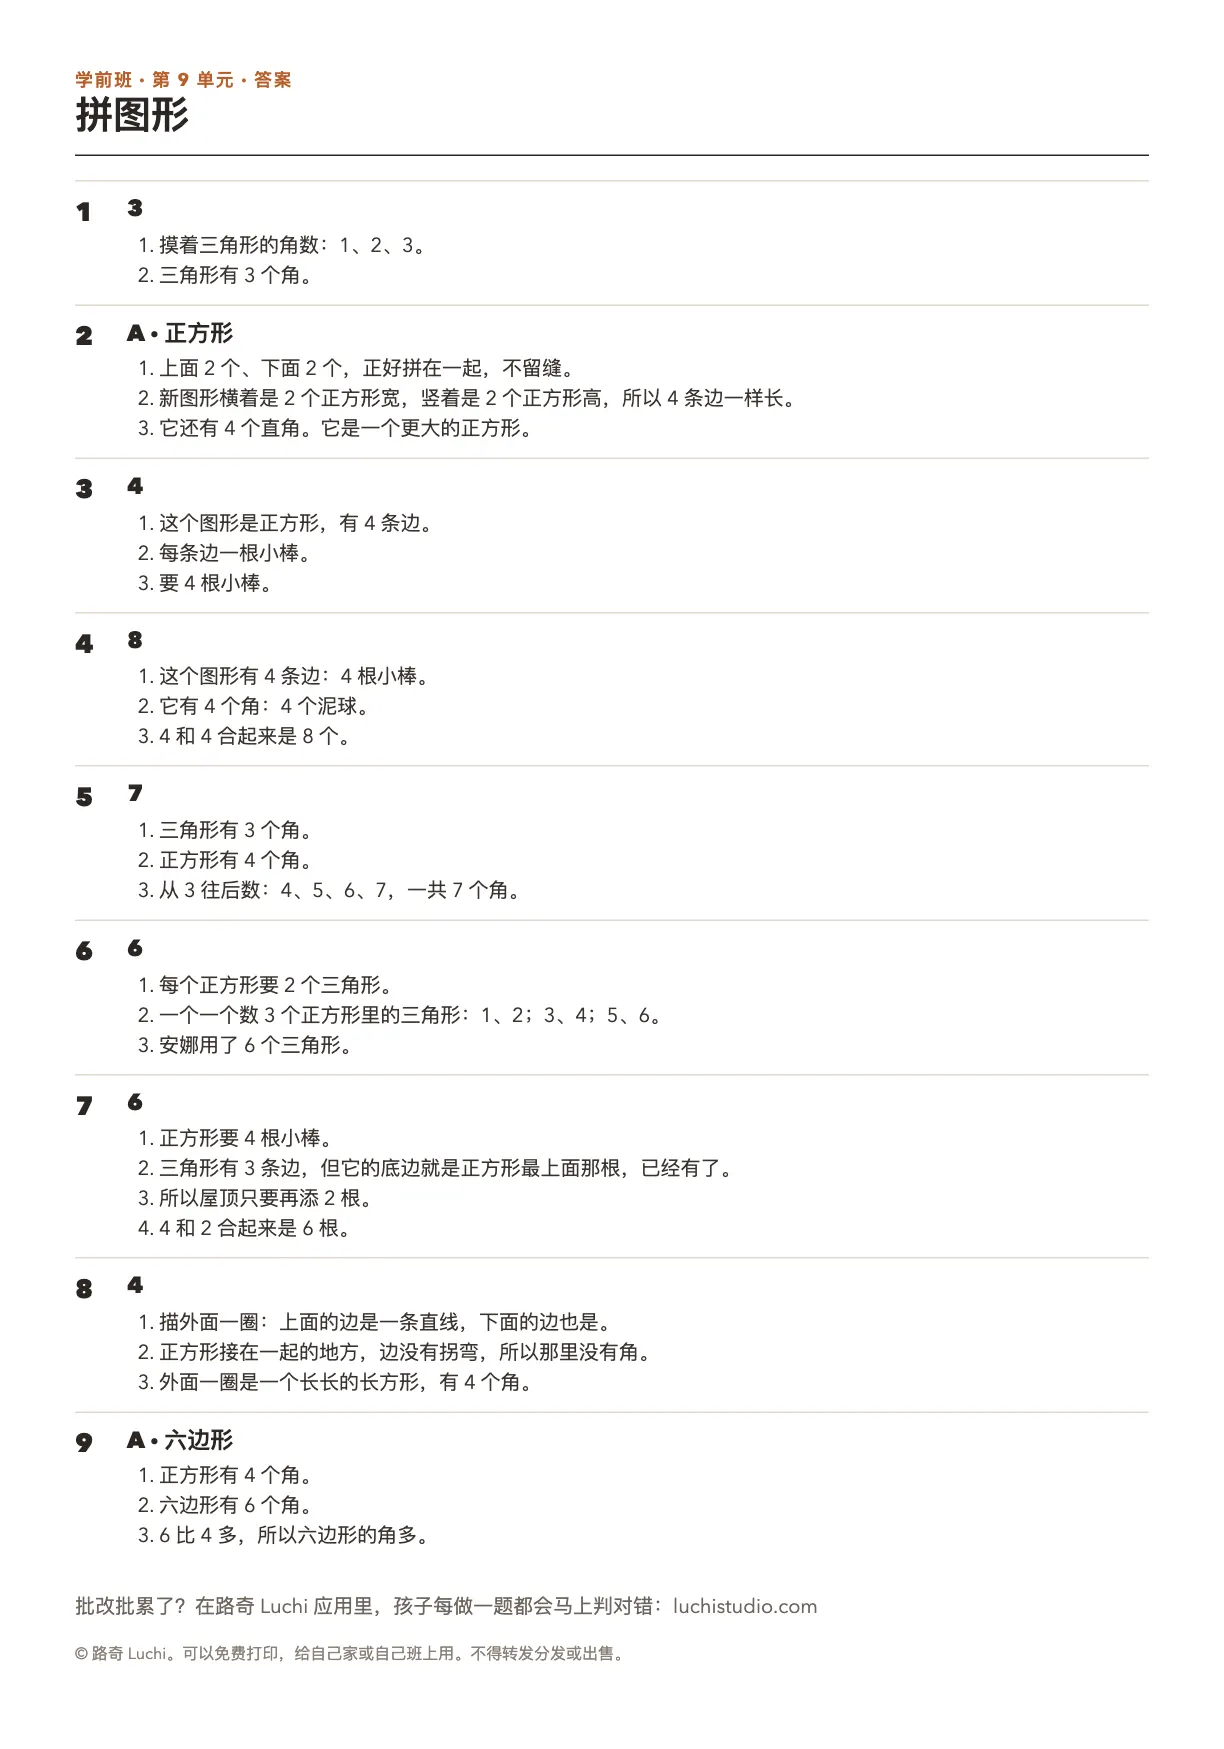 学前班 · 第 9 单元 · 答案
拼图形
1 3
1. 摸着三角形的角数：1、2、3。
2. 三角形有 3 个角。
2 A · 正方形
1. 上面 2 个、下面 2 个，正好拼在一起，不留缝。
2. 新图形横着是 2 个正方形宽，竖着是 2 个正方形高，所以 4 条边一样长。
3. 它还有 4 个直角。它是一个更大的正方形。
3 4
1. 这个图形是正方形，有 4 条边。
2. 每条边一根小棒。
3. 要 4 根小棒。
4 8
1. 这个图形有 4 条边：4 根小棒。
2. 它有 4 个角：4 个泥球。
3. 4 和 4 合起来是 8 个。
5 7
1. 三角形有 3 个角。
2. 正方形有 4 个角。
3. 从 3 往后数：4、5、6、7，一共 7 个角。
6 6
1. 每个正方形要 2 个三角形。
2. 一个一个数 3 个正方形里的三角形：1、2；3、4；5、6。
3. 安娜用了 6 个三角形。
7 6
1. 正方形要 4 根小棒。
2. 三角形有 3 条边，但它的底边就是正方形最上面那根，已经有了。
3. 所以屋顶只要再添 2 根。
4. 4 和 2 合起来是 6 根。
8 4
1. 描外面一圈：上面的边是一条直线，下面的边也是。
2. 正方形接在一起的地方，边没有拐弯，所以那里没有角。
3. 外面一圈是一个长长的长方形，有 4 个角。
9 A · 六边形
1. 正方形有 4 个角。
2. 六边形有 6 个角。
3. 6 比 4 多，所以六边形的角多。
批改批累了？在路奇 Luchi 应用里，孩子每做一题都会马上判对错：luchistudio.com
© 路奇 Luchi。可以免费打印，给自己家或自己班上用。不得转发分发或出售。